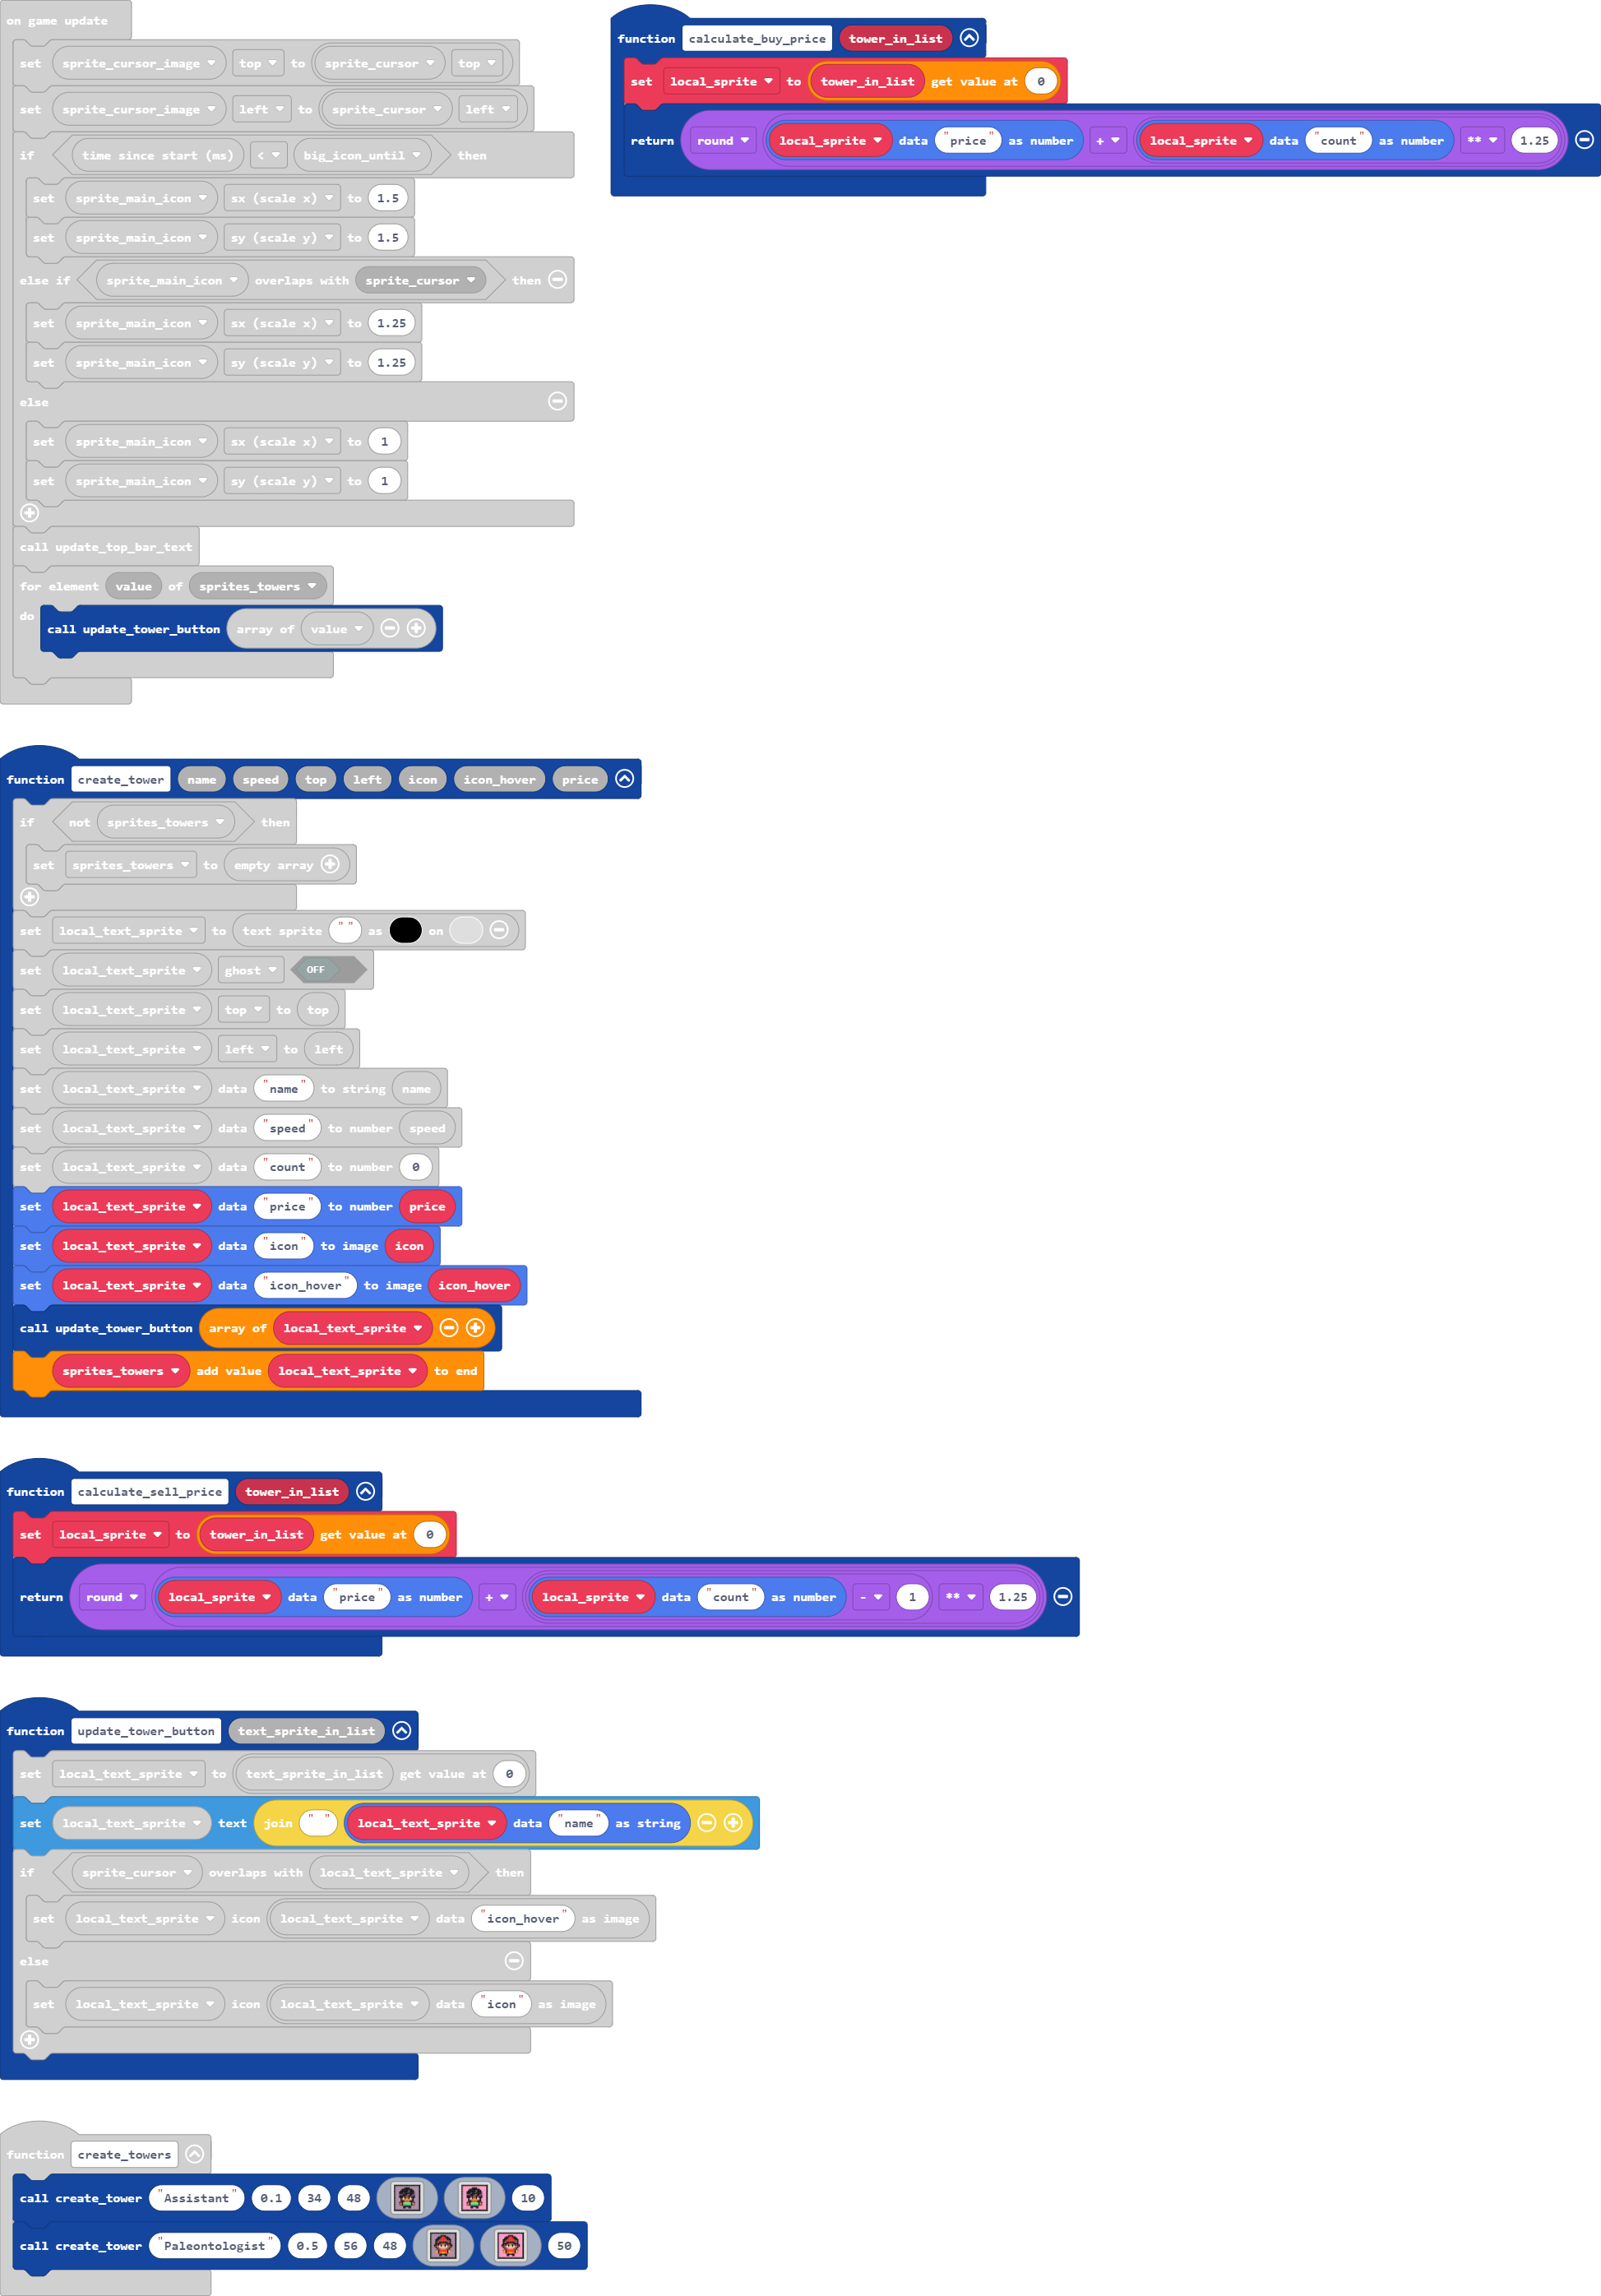 on game update
set sprite_cursor_image top to sprite_cursor top
set sprite_cursor_image left to sprite_cursor left
if time since start (ms) < big_icon_until then
set sprite_main_icon sx (scale x) to 1.5
set sprite_main_icon sy (scale y) to 1.5
else if sprite_main_icon overlaps with sprite_cursor then
set sprite_main_icon sx (scale x) to 1.25
set sprite_main_icon sy (scale y) to 1.25
else
set sprite_main_icon sx (scale x) to 1
set sprite_main_icon sy (scale y) to 1
call update_top_bar_text
for element value of sprites_towers
do
call update_tower_button array of value
function calculate_buy_price tower_in_list
set local_sprite to tower_in_list get value at 0
return round local_sprite data "price" as number + local_sprite data "count" as number ** 1.25
function create_tower name speed top left icon icon_hover price
if not sprites_towers then
set sprites_towers to empty array
set local_text_sprite to text sprite "" as on
set local_text_sprite ghost OFF
set local_text_sprite top to top
set local_text_sprite left to left
set local_text_sprite data "name" to string name
set local_text_sprite data "speed" to number speed
set local_text_sprite data "count" to number 0
set local_text_sprite data "price" to number price
set local_text_sprite data "icon" to image icon
set local_text_sprite data "icon_hover" to image icon_hover
call update_tower_button array of local_text_sprite
sprites_towers add value local_text_sprite to end
function calculate_sell_price tower_in_list
set local_sprite to tower_in_list get value at 0
return round local_sprite data "price" as number + local_sprite data "count" as number - 1 ** 1.25
function update_tower_button text_sprite_in_list
set local_text_sprite to text_sprite_in_list get value at 0
set local_text_sprite text join " " local_text_sprite data "name" as string
if sprite_cursor overlaps with local_text_sprite then
set local_text_sprite icon local_text_sprite data "icon_hover" as image
else
set local_text_sprite icon local_text_sprite data "icon" as image
function create_towers
call create_tower "Assistant" 0.1 34 48 10
call create_tower "Paleontologist" 0.5 56 48 50